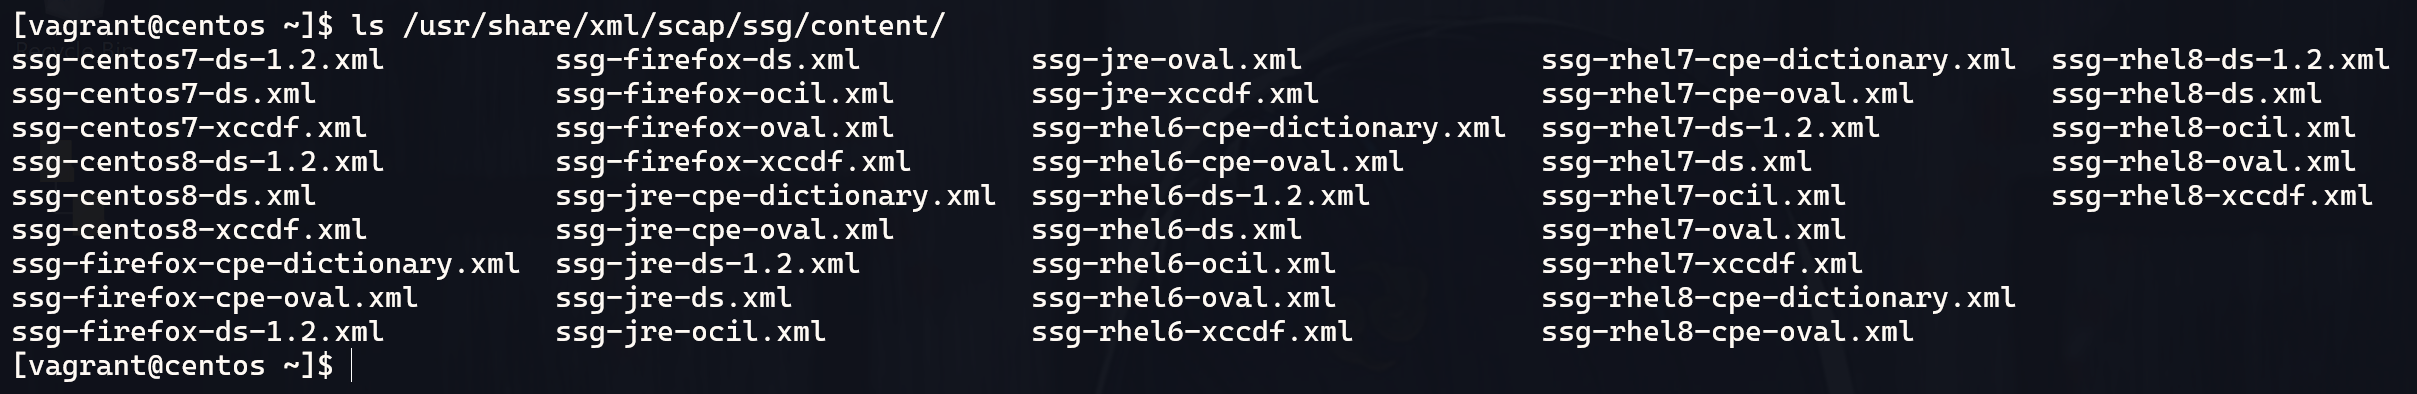 [vagrant@centos ~]$ ls /usr/share/xml/scap/ssg/content/
ssg-centos7-ds-1.2.xml ssg-firefox-ds.xml ssg-jre-oval.xml ssg-rhel7-cpe-dictionary.xml ssg-rhel8-ds-1.2.xml
ssg-centos7-ds.xml ssg-firefox-ocil.xml ssg-jre-xccdf.xml ssg-rhel7-cpe-oval.xml ssg-rhel8-ds.xml
ssg-centos7-xccdf.xml ssg-firefox-oval.xml ssg-rhel6-cpe-dictionary.xml ssg-rhel7-ds-1.2.xml ssg-rhel8-ocil.xml
ssg-centos8-ds-1.2.xml ssg-firefox-xccdf.xml ssg-rhel6-cpe-oval.xml ssg-rhel7-ds.xml ssg-rhel8-oval.xml
ssg-centos8-ds.xml ssg-jre-cpe-dictionary.xml ssg-rhel6-ds-1.2.xml ssg-rhel7-ocil.xml ssg-rhel8-xccdf.xml
ssg-centos8-xccdf.xml ssg-jre-cpe-oval.xml ssg-rhel6-ds.xml ssg-rhel7-oval.xml
ssg-firefox-cpe-dictionary.xml ssg-jre-ds-1.2.xml ssg-rhel6-ocil.xml ssg-rhel7-xccdf.xml
ssg-firefox-cpe-oval.xml ssg-jre-ds.xml ssg-rhel6-oval.xml ssg-rhel8-cpe-dictionary.xml
ssg-firefox-ds-1.2.xml ssg-jre-ocil.xml ssg-rhel6-xccdf.xml ssg-rhel8-cpe-oval.xml
[vagrant@centos ~]$